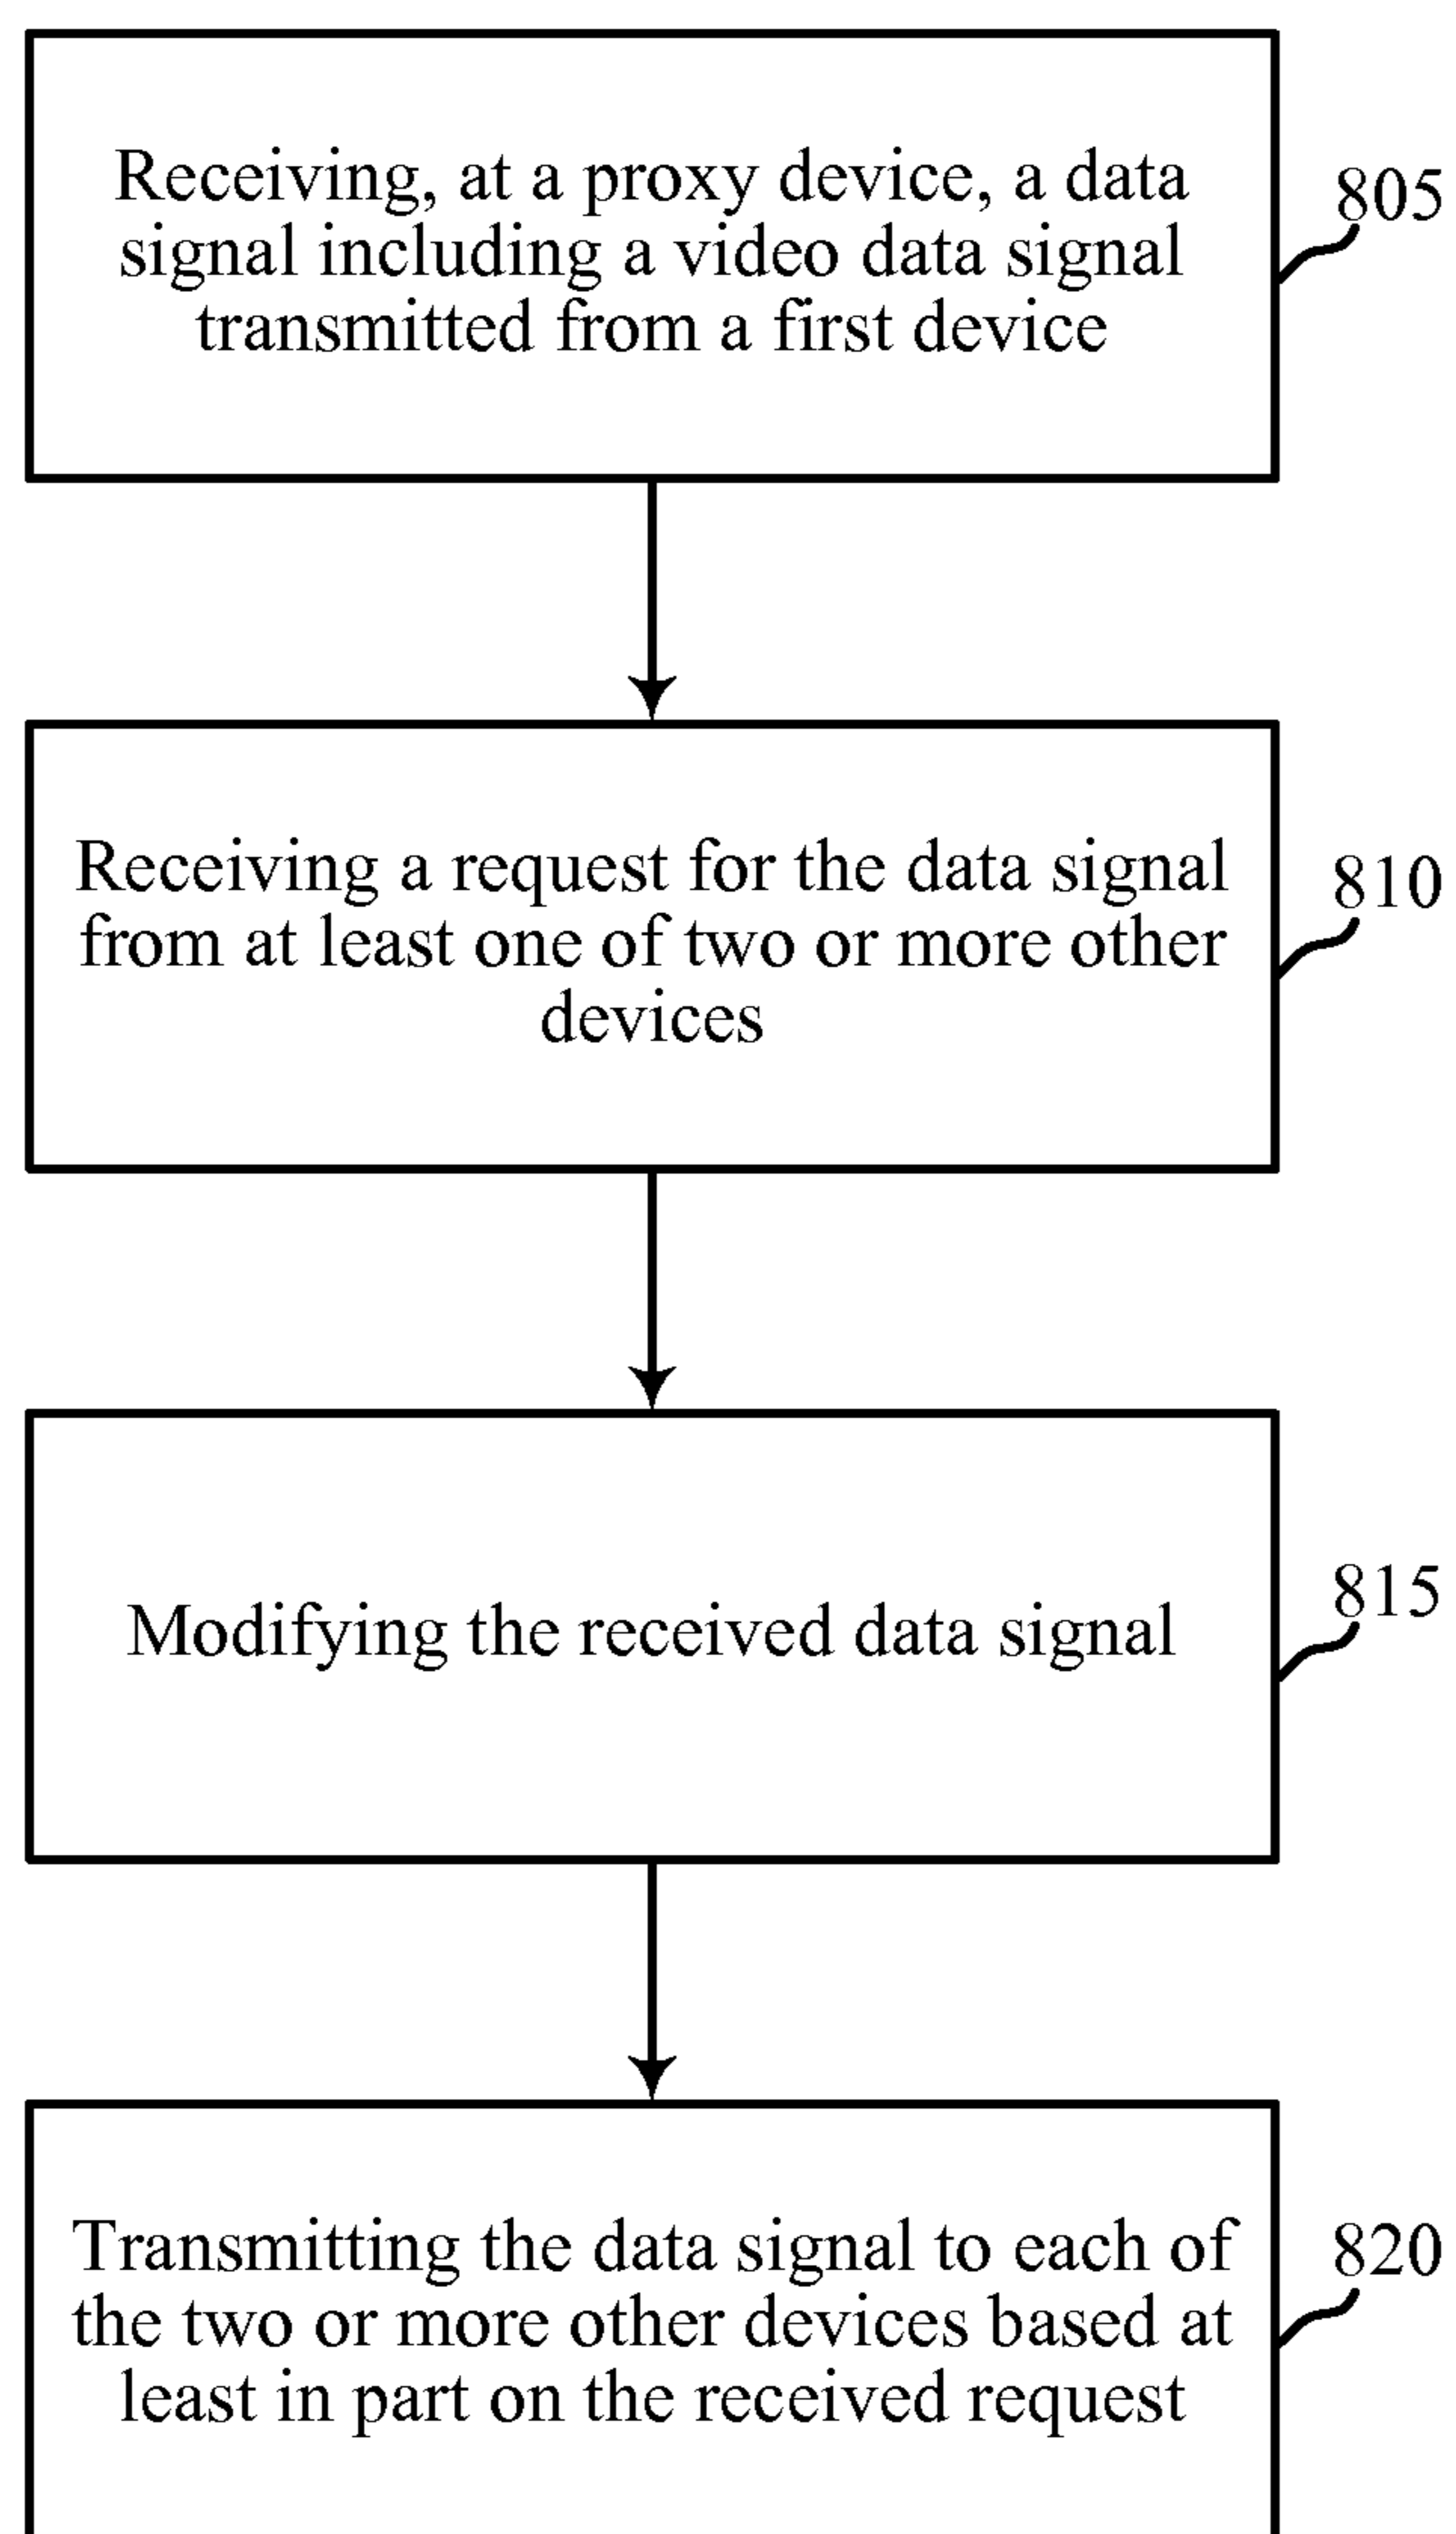 Receiving, at a proxy device, a data
signal including a video data signal
transmitted from a first device
805
Receiving a request for the data signal
from at least one of two or more other
devices
810
Modifying the received data signal
815
Transmitting the data signal to each of
the two or more other devices based at
least in part on the received request
820